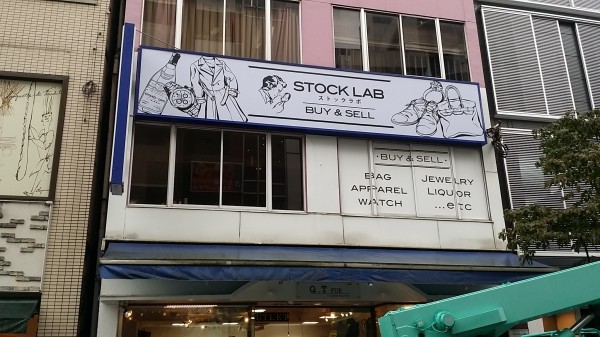 STOCK LAB
ストックラボ
BUY & SELL
· BUY & SELL ·
BAG
JEWELRY
APPAREL
LIQUOR
WATCH
...etc